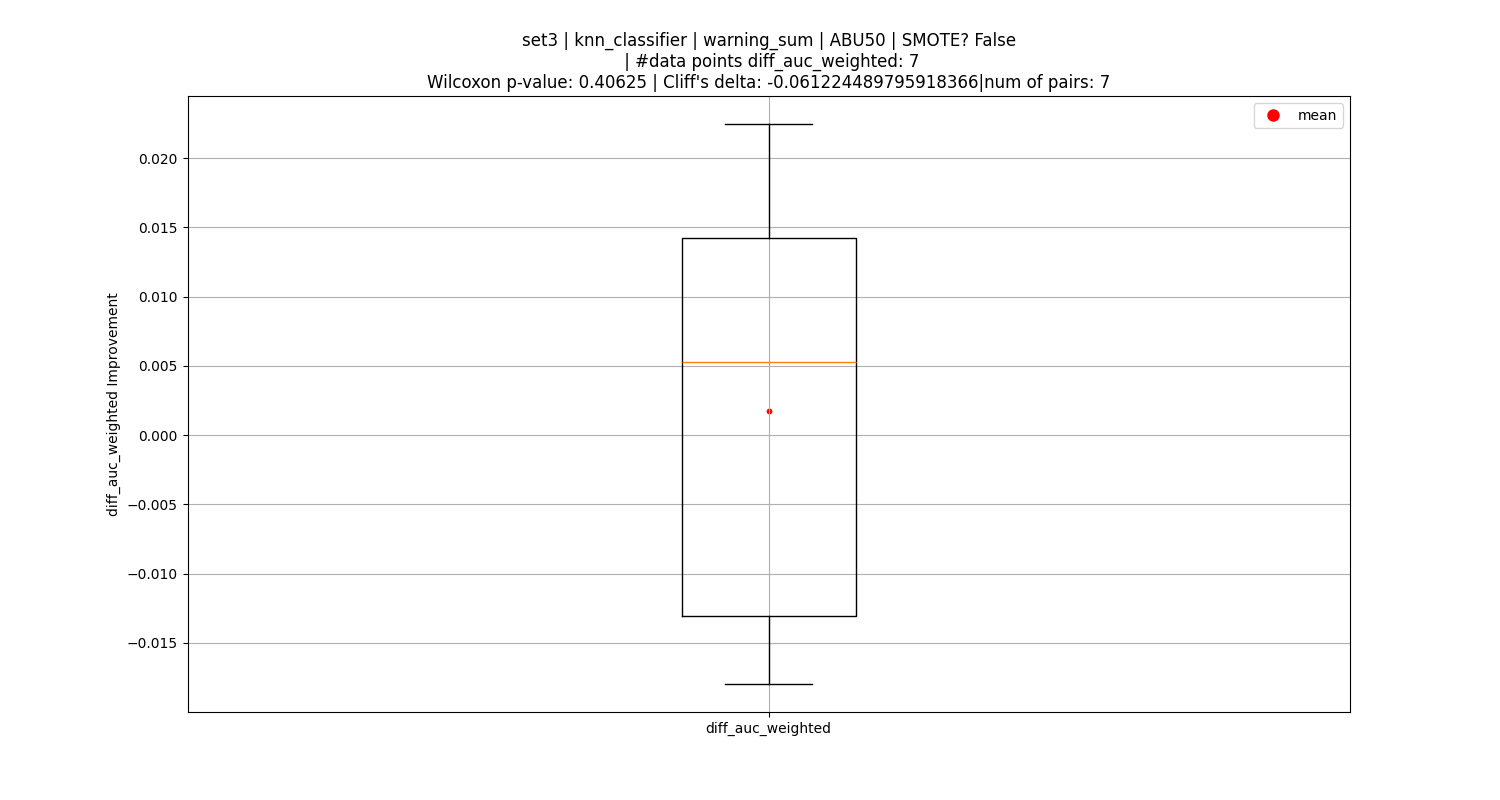 set3 | knn_classifier | warning_sum | ABU50 | SMOTE? False
| #data points diff_auc_weighted: 7
Wilcoxon p-value: 0.40625 | Cliff's delta: -0.061224489795918366|num of pairs: 7
mean
0.020
0.015
0.010
0.005
0.000
−0.005
−0.010
−0.015
diff_auc_weighted Improvement
diff_auc_weighted